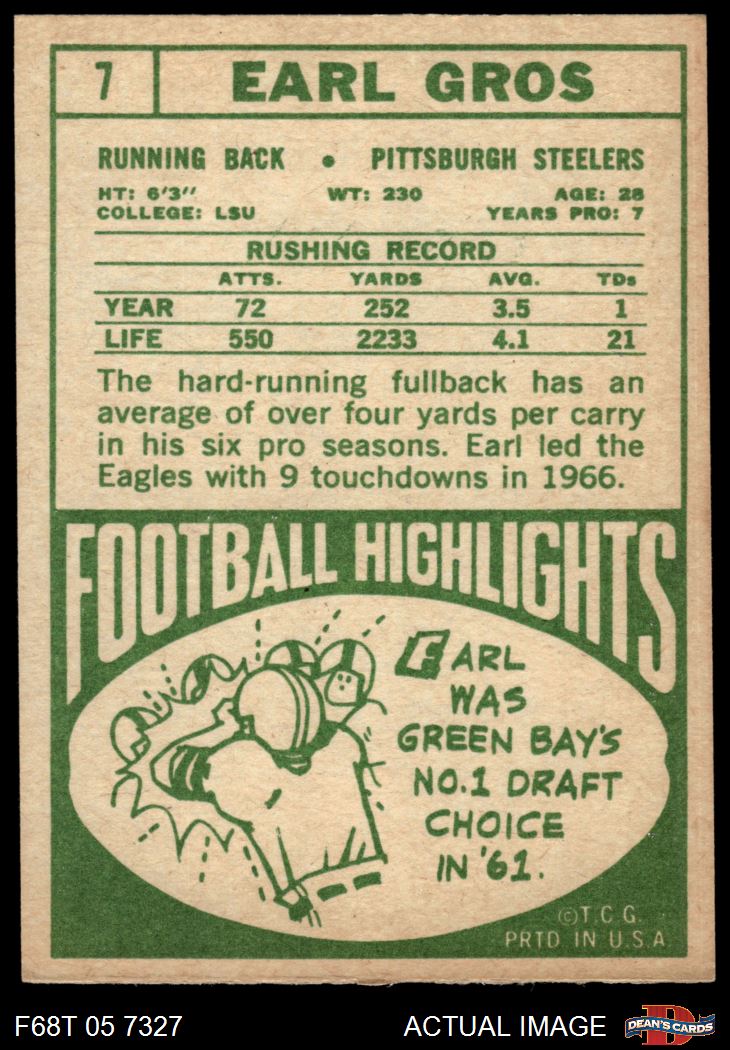 7 EARL GROS
RUNNING BACK • PITTSBURGH STEELERS
HT: 6'3" WT: 230 AGE: 28
COLLEGE: LSU YEARS PRO: 7
RUSHING RECORD
ATTS. YARDS AVG. TDs
YEAR 72 252 3.5 1
LIFE 550 2233 4.1 21
The hard-running fullback has an
average of over four yards per carry
in his six pro seasons. Earl led the
Eagles with 9 touchdowns in 1966.
FOOTBALL HIGHLIGHTS
EARL
WAS
GREEN BAY'S
NO.1 DRAFT
CHOICE
IN '61.
©T.C.G.
PRTD IN U.S.A
F68T 05 7327 ACTUAL IMAGE D DEAN'S CARDS